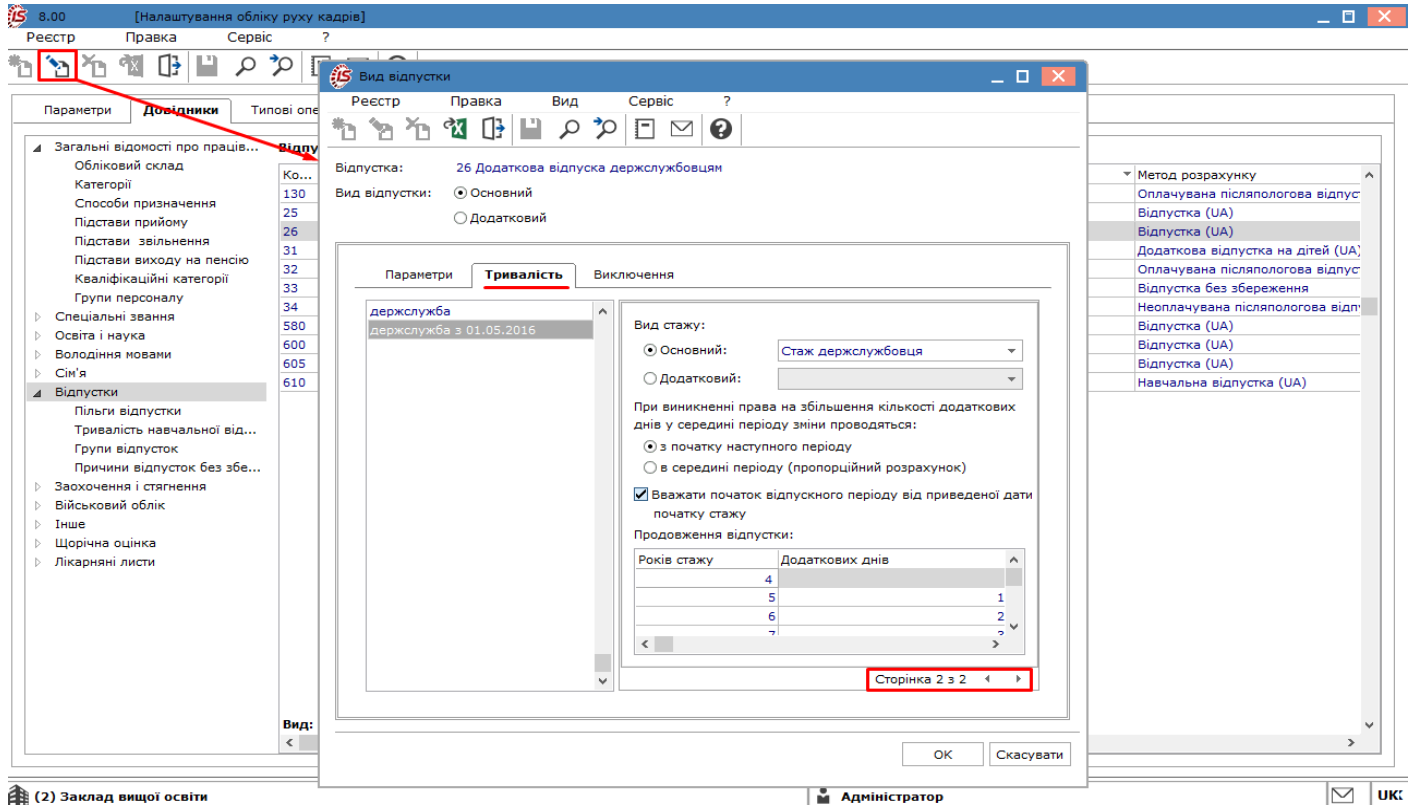 8.00 [Налаштування обліку руху кадрів]
Реєстр Правка Сервіс ?
Параметри Довідники Типові опе
Загальні відомості про праців...
Обліковий склад
Категорії
Способи призначення
Підстави прийому
Підстави звільнення
Підстави виходу на пенсію
Кваліфікаційні категорії
Групи персоналу
Спеціальні звання
Освіта і наука
Володіння мовами
Сім'я
Відпустки
Пільги відпустки
Тривалість навчальної від...
Групи відпусток
Причини відпусток без збе...
Заохочення і стягнення
Військовий облік
Інше
Щорічна оцінка
Лікарняні листи
Відпу
Ко...
130
25
26
31
32
33
34
580
600
605
610
Вид:
Вид відпустки
Реєстр Правка Вид Сервіс ?
Відпустка: 26 Додаткова відпуска держслужбовцям
Вид відпустки: Основний
Додатковий
Параметри Тривалість Виключення
держслужба
держслужба з 01.05.2016
Вид стажу:
Основний: Стаж держслужбовця
Додатковий:
При виникненні права на збільшення кількості додаткових
днів у середині періоду зміни проводяться:
з початку наступного періоду
в середині періоду (пропорційний розрахунок)
Вважати початок відпускного періоду від приведеної дати
початку стажу
Продовження відпустки:
Років стажу Додаткових днів
4
5 1
6 2
7 3
Сторінка 2 з 2
OK Скасувати
Метод розрахунку
Оплачувана післяпологова відпус
Відпустка (UA)
Відпустка (UA)
Додаткова відпустка на дітей (UA)
Оплачувана післяпологова відпус
Відпустка без збереження
Неоплачувана післяпологова відп
Відпустка (UA)
Відпустка (UA)
Відпустка (UA)
Навчальна відпустка (UA)
(2) Заклад вищої освіти Адміністратор